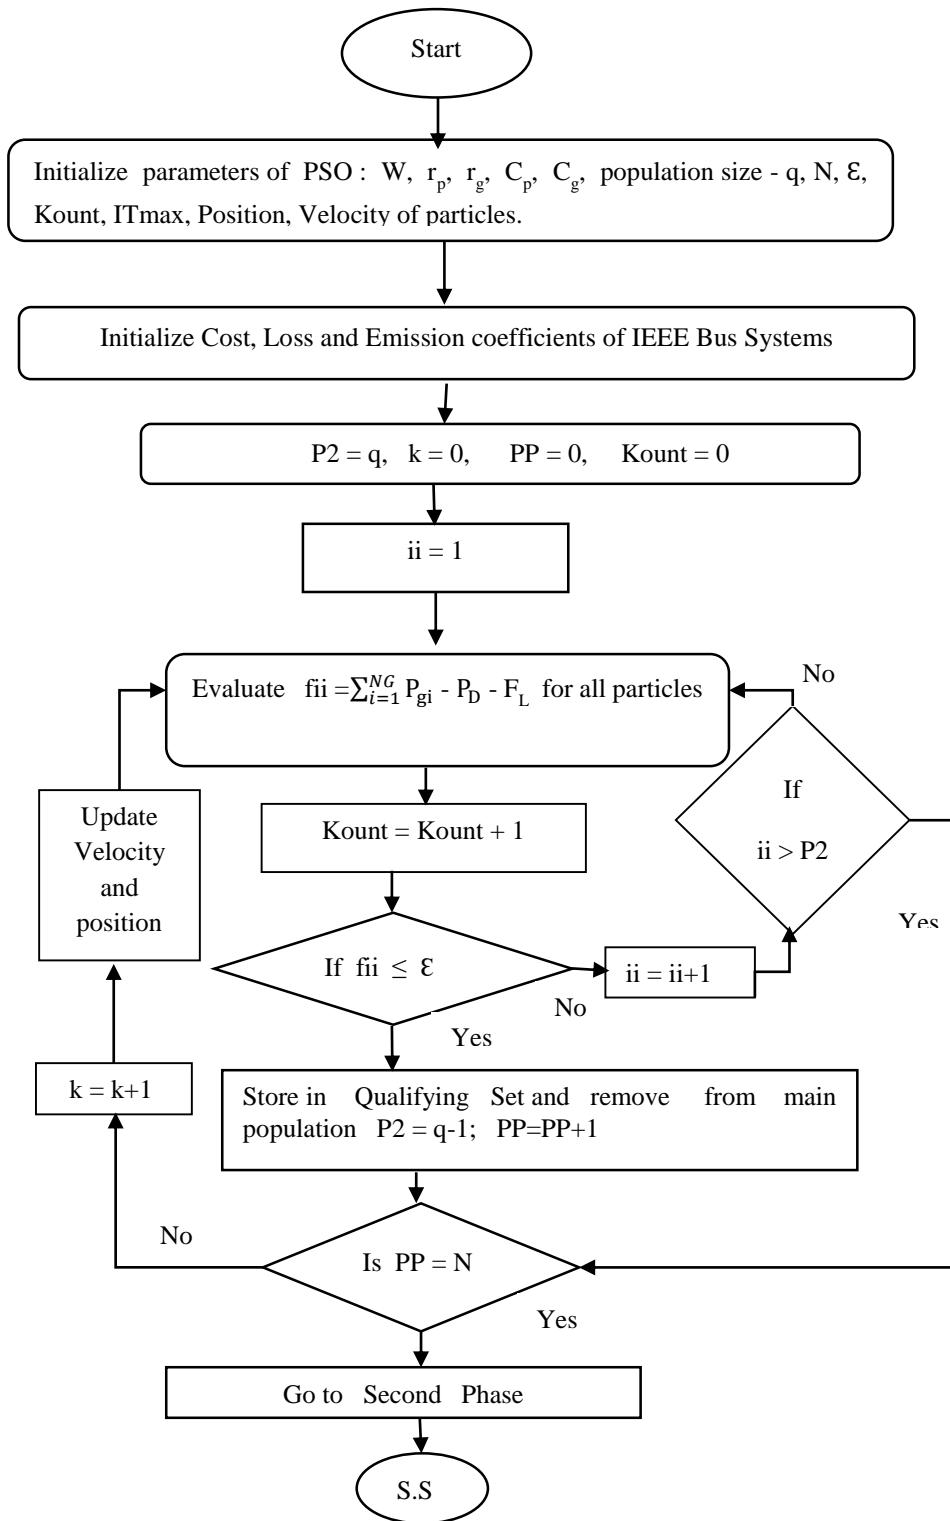 Start
Initialize parameters of PSO : W, r_p, r_g, C_p, C_g, population size - q, N, Ɛ,
Kount, ITmax, Position, Velocity of particles.
Initialize Cost, Loss and Emission coefficients of IEEE Bus Systems
P2 = q, k = 0, PP = 0, Kount = 0
ii = 1
Evaluate fii =∑_{i=1}^{NG} P_gi - P_D - F_L for all particles
No
Update
Velocity
and
position
Kount = Kount + 1
If
ii > P2
Yes
If fii ≤ Ɛ
ii = ii+1
No
Yes
k = k+1
Store in Qualifying Set and remove from main
population P2 = q-1; PP=PP+1
No
Is PP = N
Yes
Go to Second Phase
S.S